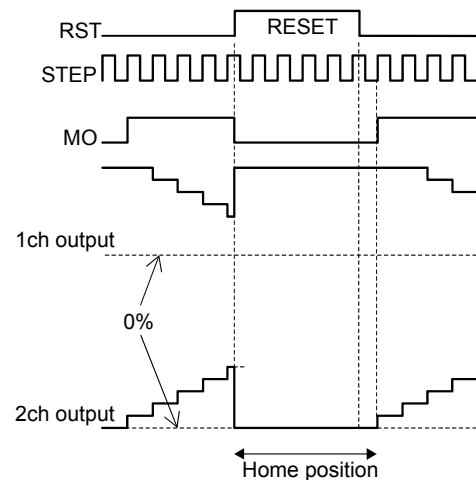 RST
RESET
STEP
MO
1ch output
0%
2ch output
Home position